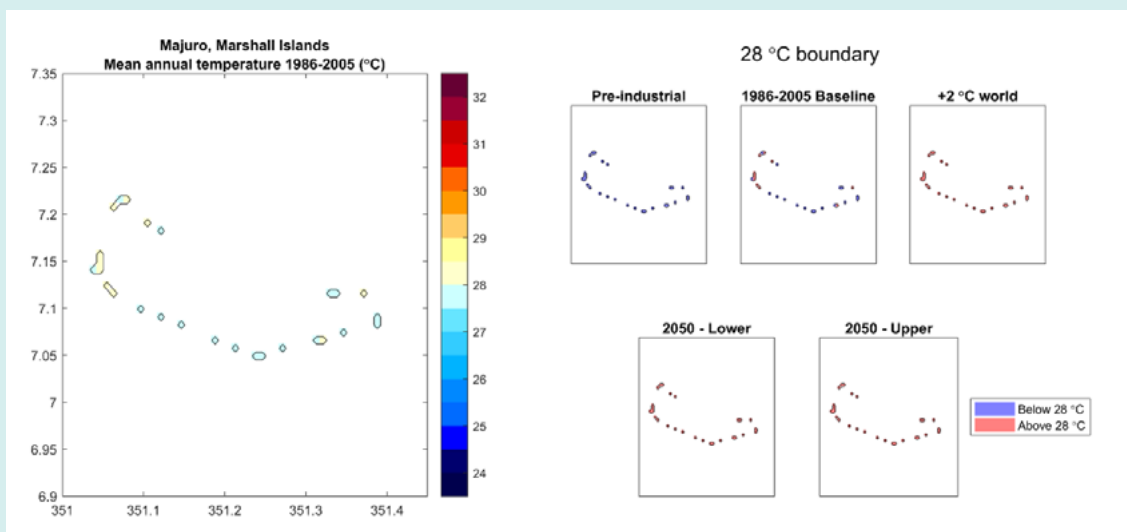 Majuro, Marshall Islands
Mean annual temperature 1986-2005 (°C)
7.35
7.3
7.25
7.2
7.15
7.1
7.05
7
6.95
6.9
351
351.1
351.2
351.3
351.4
32
31
30
29
28
27
26
25
24
28 °C boundary
Pre-industrial
1986-2005 Baseline
+2 °C world
2050 - Lower
2050 - Upper
Below 28 °C
Above 28 °C